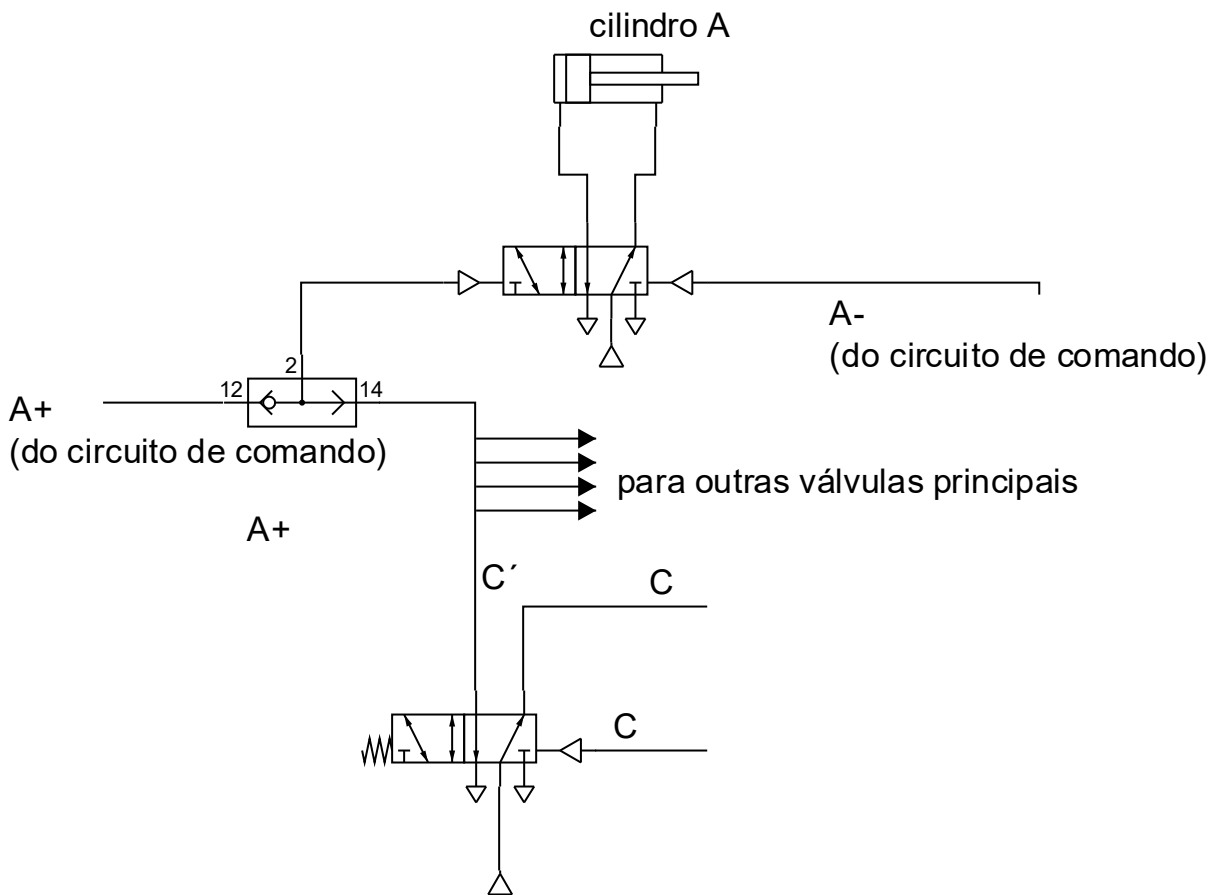 cilindro A
A-
(do circuito de comando)
2
12
14
A+
(do circuito de comando)
para outras válvulas principais
A+
C´
C
C